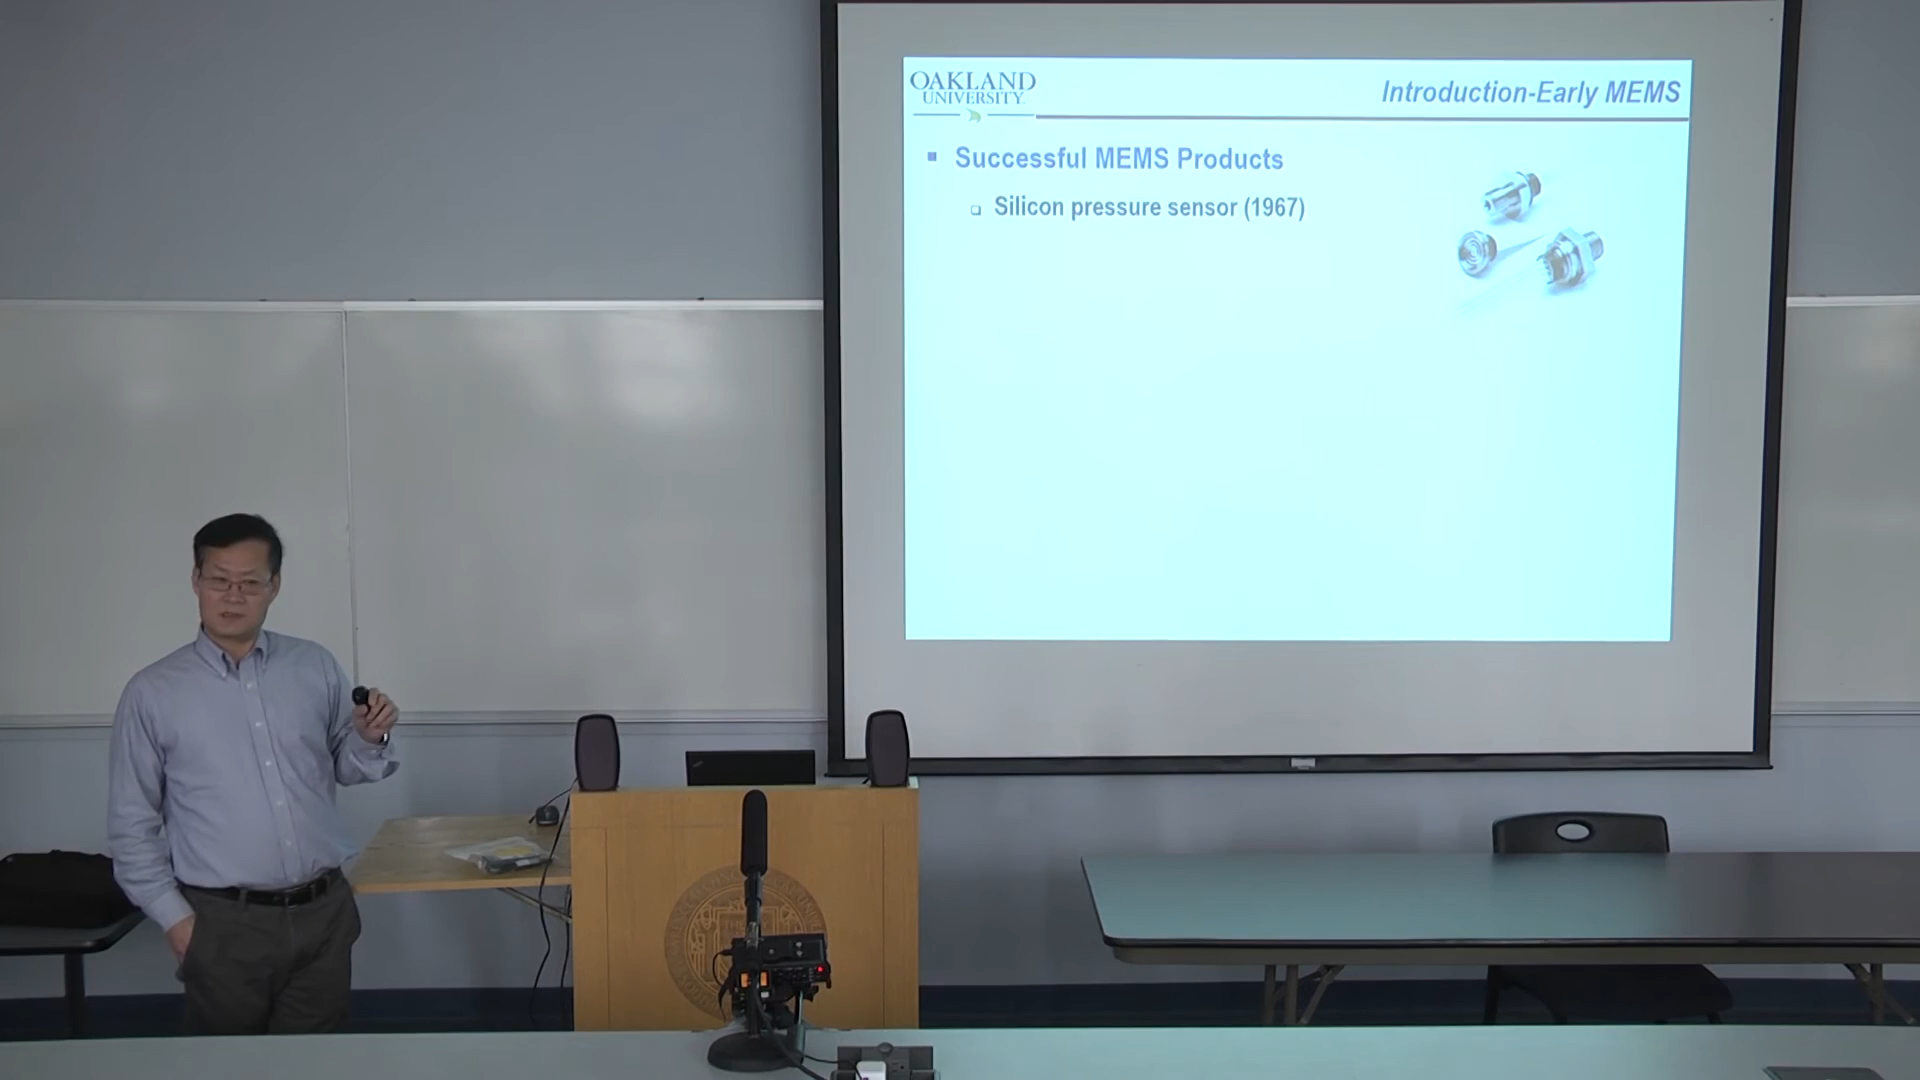 OAKLAND
UNIVERSITY
Introduction-Early MEMS
Successful MEMS Products
Silicon pressure sensor (1967)